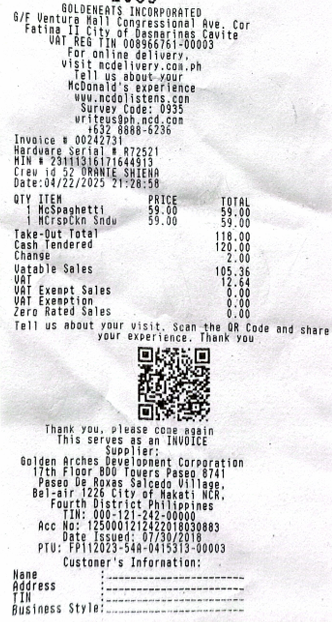 GOLDENEATS INCORPORATED
G/F Ventura Mall Congressional Ave. Cor
Fatima II City of Dasmarinas Cavite
VAT REG TIN 008966761-00003
For online delivery,
visit mcdelivery.com.ph
Tell us about your
McDonald's experience
www.mcdolistens.com
Survey Code: 0935
writeus@ph.mcd.com
+632 8888-6236
Invoice # 00242731
Hardware Serial # R72521
MIN # 23111316171644913
Crew id 52 ORANTE SHIENA
Date:04/22/2025 21:28:58
QTY ITEM PRICE TOTAL
1 McSpaghetti 59.00 59.00
1 McCrspCkn Sndw 59.00 59.00
Take-Out Total 118.00
Cash Tendered 120.00
Change 2.00
Vatable Sales 105.36
VAT 12.64
VAT Exempt Sales 0.00
VAT Exemption 0.00
Zero Rated Sales 0.00
Tell us about your visit. Scan the QR Code and share
your experience. Thank you
Thank you, please come again
This serves as an INVOICE
Supplier:
Golden Arches Development Corporation
17th Floor BDO Towers Paseo 8741
Paseo De Roxas Salcedo Village,
Bel-air 1226 City of Makati NCR,
Fourth District Philippines
TIN: 000-121-242-00000
Acc No: 1250001212422018030883
Date Issued: 07/30/2018
PTU: FP112023-54A-0415313-00003
Customer's Information:
Name :
Address :
TIN :
Business Style: